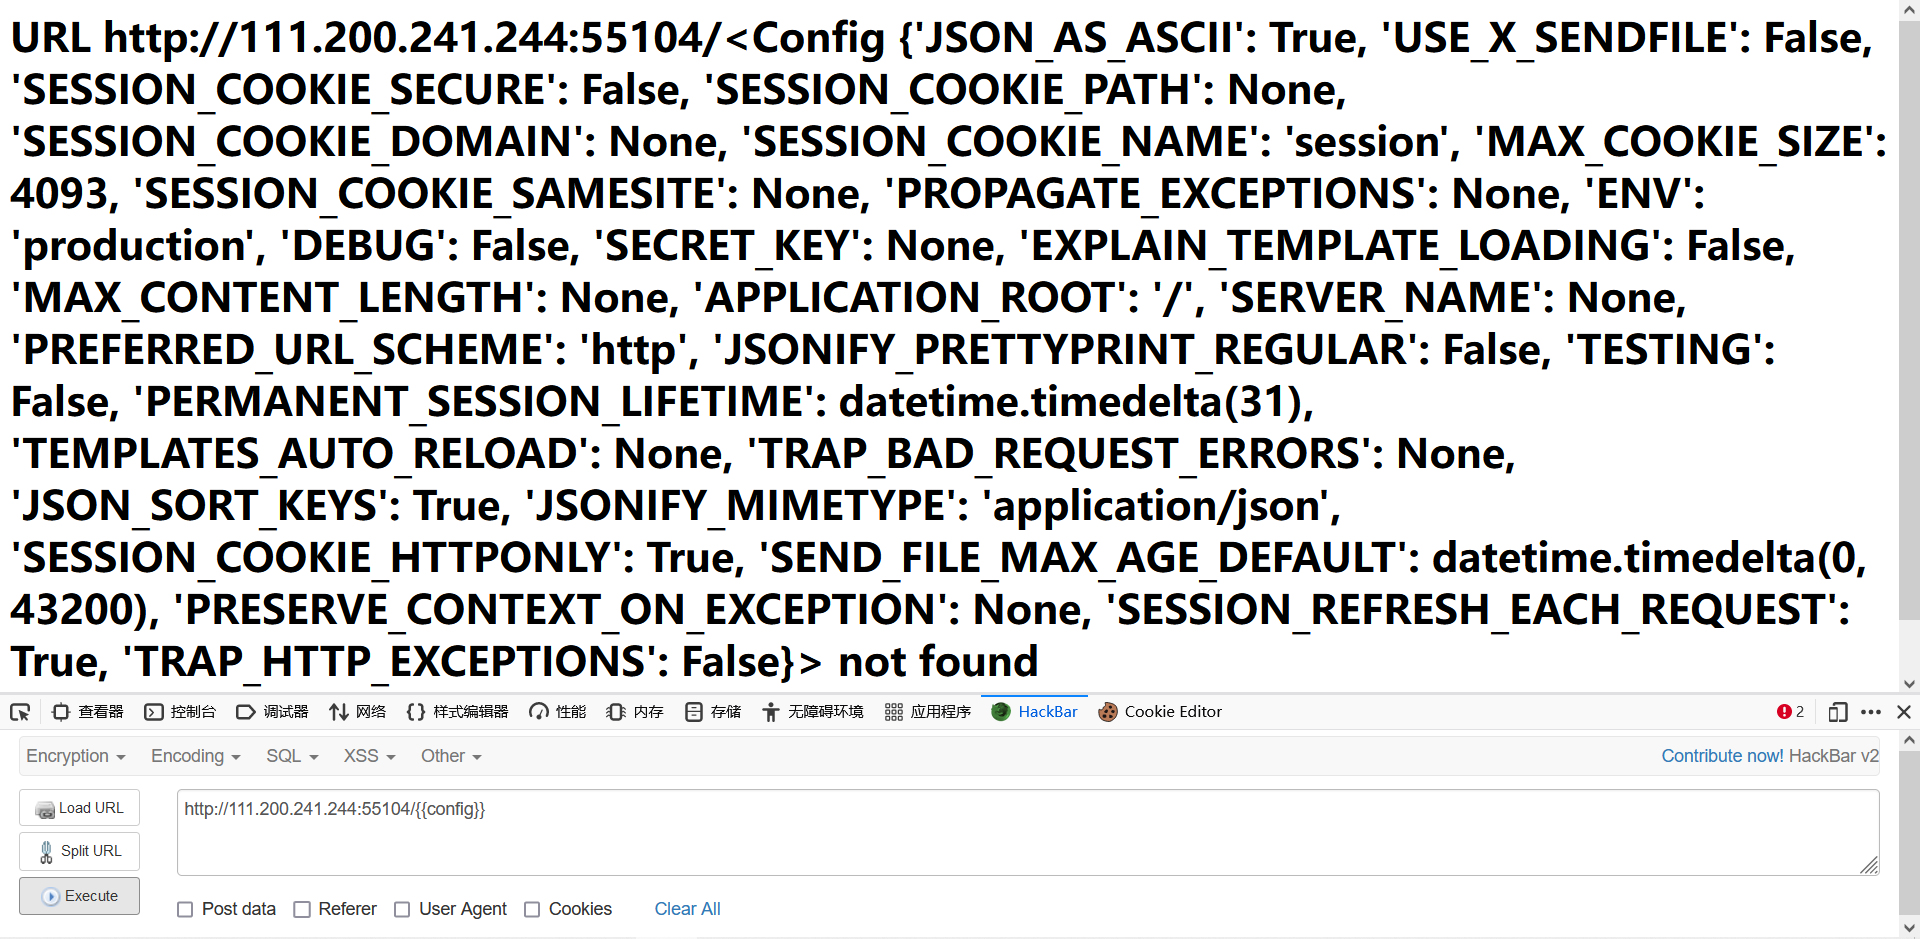 URL http://111.200.241.244:55104/<Config {'JSON_AS_ASCII': True, 'USE_X_SENDFILE': False,
'SESSION_COOKIE_SECURE': False, 'SESSION_COOKIE_PATH': None,
'SESSION_COOKIE_DOMAIN': None, 'SESSION_COOKIE_NAME': 'session', 'MAX_COOKIE_SIZE':
4093, 'SESSION_COOKIE_SAMESITE': None, 'PROPAGATE_EXCEPTIONS': None, 'ENV':
'production', 'DEBUG': False, 'SECRET_KEY': None, 'EXPLAIN_TEMPLATE_LOADING': False,
'MAX_CONTENT_LENGTH': None, 'APPLICATION_ROOT': '/', 'SERVER_NAME': None,
'PREFERRED_URL_SCHEME': 'http', 'JSONIFY_PRETTYPRINT_REGULAR': False, 'TESTING':
False, 'PERMANENT_SESSION_LIFETIME': datetime.timedelta(31),
'TEMPLATES_AUTO_RELOAD': None, 'TRAP_BAD_REQUEST_ERRORS': None,
'JSON_SORT_KEYS': True, 'JSONIFY_MIMETYPE': 'application/json',
'SESSION_COOKIE_HTTPONLY': True, 'SEND_FILE_MAX_AGE_DEFAULT': datetime.timedelta(0,
43200), 'PRESERVE_CONTEXT_ON_EXCEPTION': None, 'SESSION_REFRESH_EACH_REQUEST':
True, 'TRAP_HTTP_EXCEPTIONS': False}> not found
查看器 控制台 调试器 网络 样式编辑器 性能 内存 存储 无障碍环境 应用程序 HackBar Cookie Editor 2
Encryption Encoding SQL XSS Other Contribute now! HackBar v2
Load URL http://111.200.241.244:55104/{{config}}
Split URL
Execute
Post data Referer User Agent Cookies Clear All